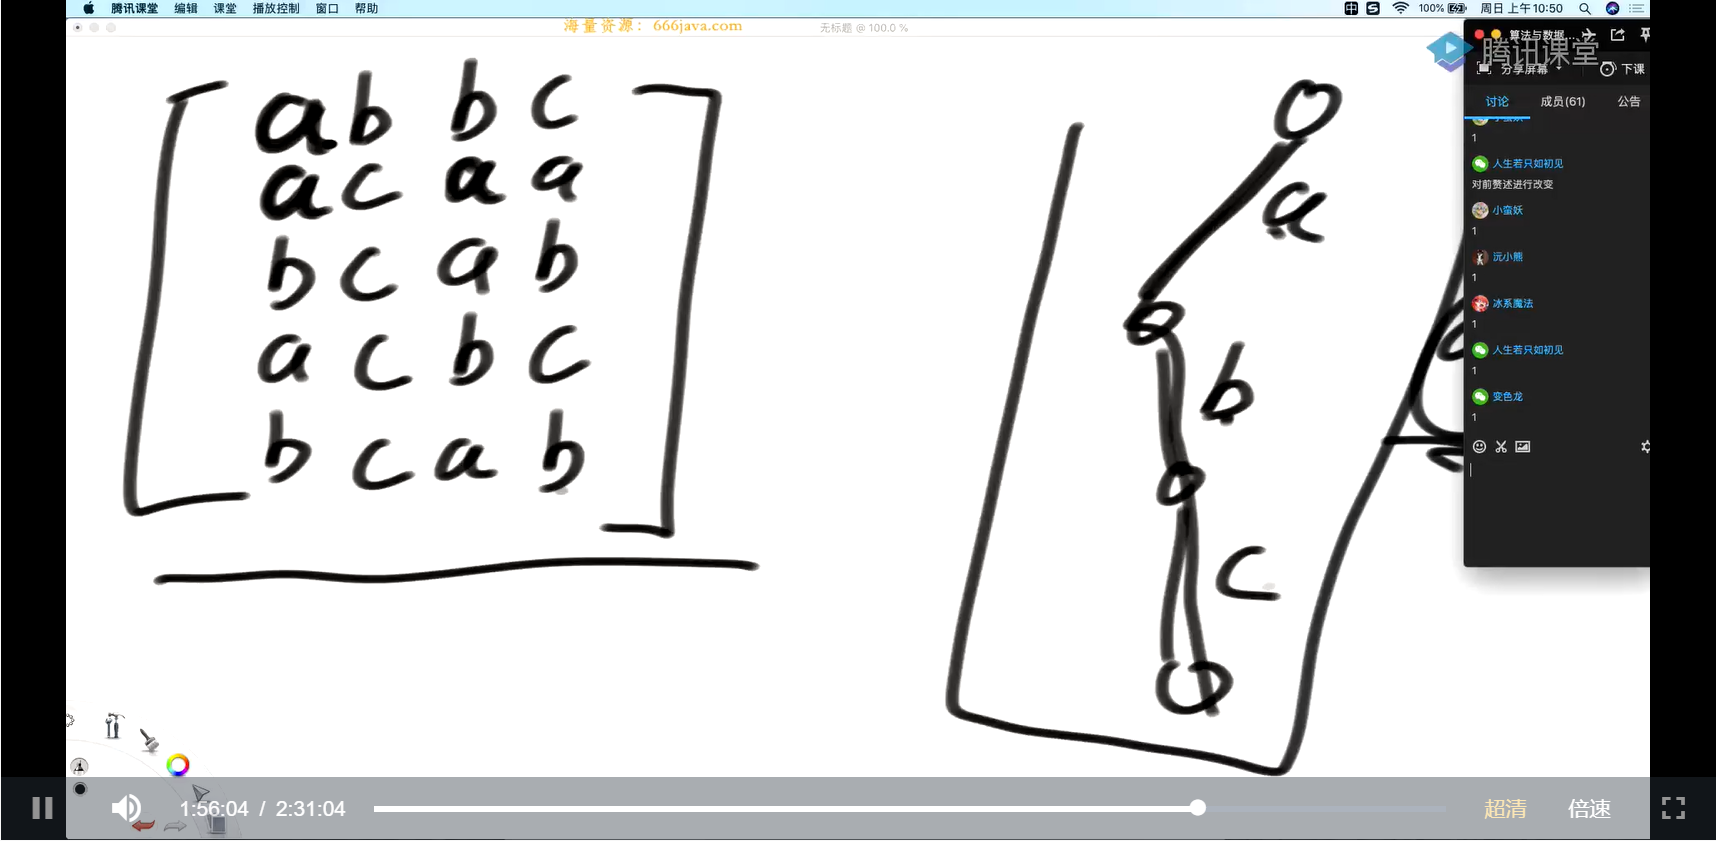 腾讯课堂 编辑 课堂 播放控制 窗口 帮助
中 S 100% 周日 上午10:50
海量资源：666java.com
无标题 @ 100.0 %
算法与数据...
腾讯课堂
分享屏幕 下课
讨论 成员(61) 公告
1
人生若只如初见
对前赘述进行改变
小蛮妖
1
沅小熊
1
冰系魔法
1
人生若只如初见
1
变色龙
1
a b b c
a c a a
b c a b
a c b c
b c a b
a
b
c
1:56:04 / 2:31:04
超清 倍速